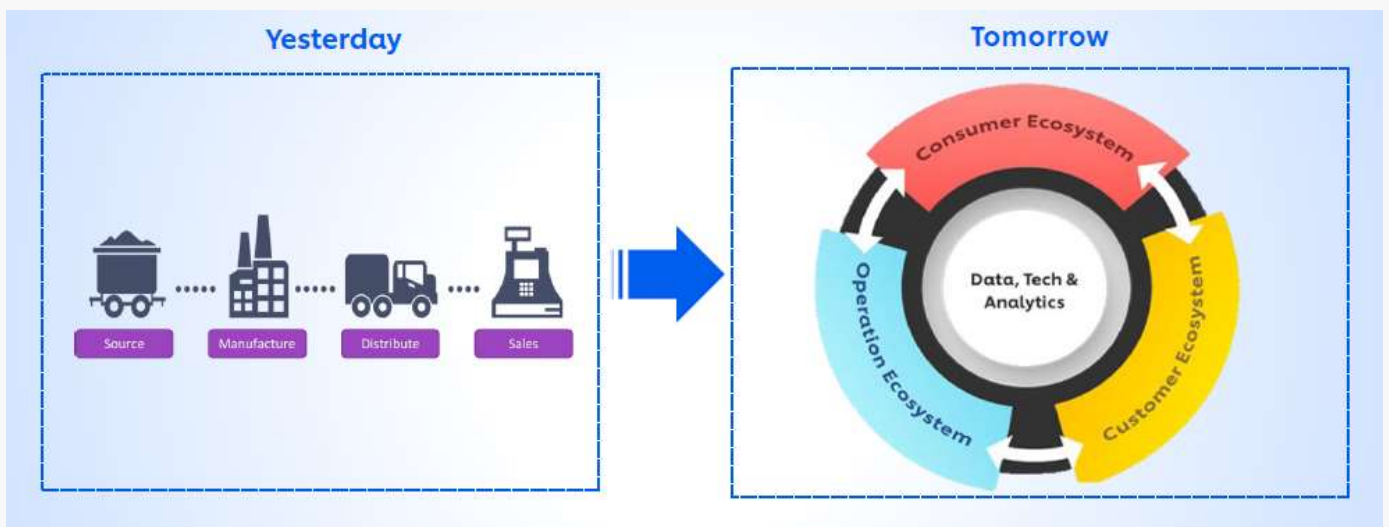 Yesterday
Source
Manufacture
Distribute
Sales
Tomorrow
Consumer Ecosystem
Operation Ecosystem
Customer Ecosystem
Data, Tech &
Analytics